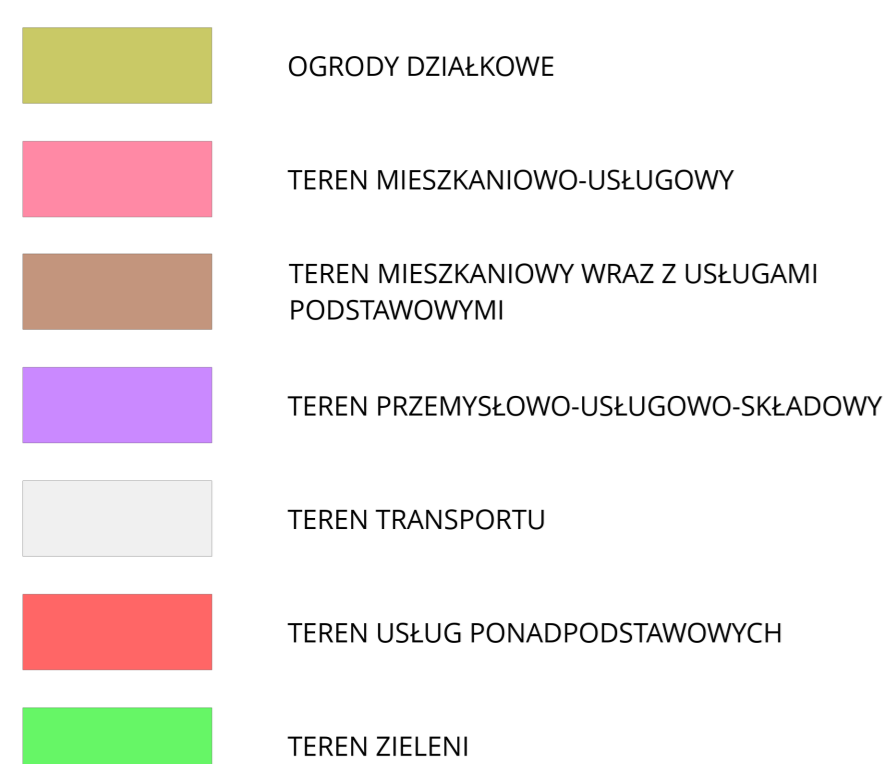 OGRODY DZIAŁKOWE
TEREN MIESZKANIOWO-USŁUGOWY
TEREN MIESZKANIOWY WRAZ Z USŁUGAMI
PODSTAWOWYMI
TEREN PRZEMYSŁOWO-USŁUGOWO-SKŁADOWY
TEREN TRANSPORTU
TEREN USŁUG PONADPODSTAWOWYCH
TEREN ZIELENI